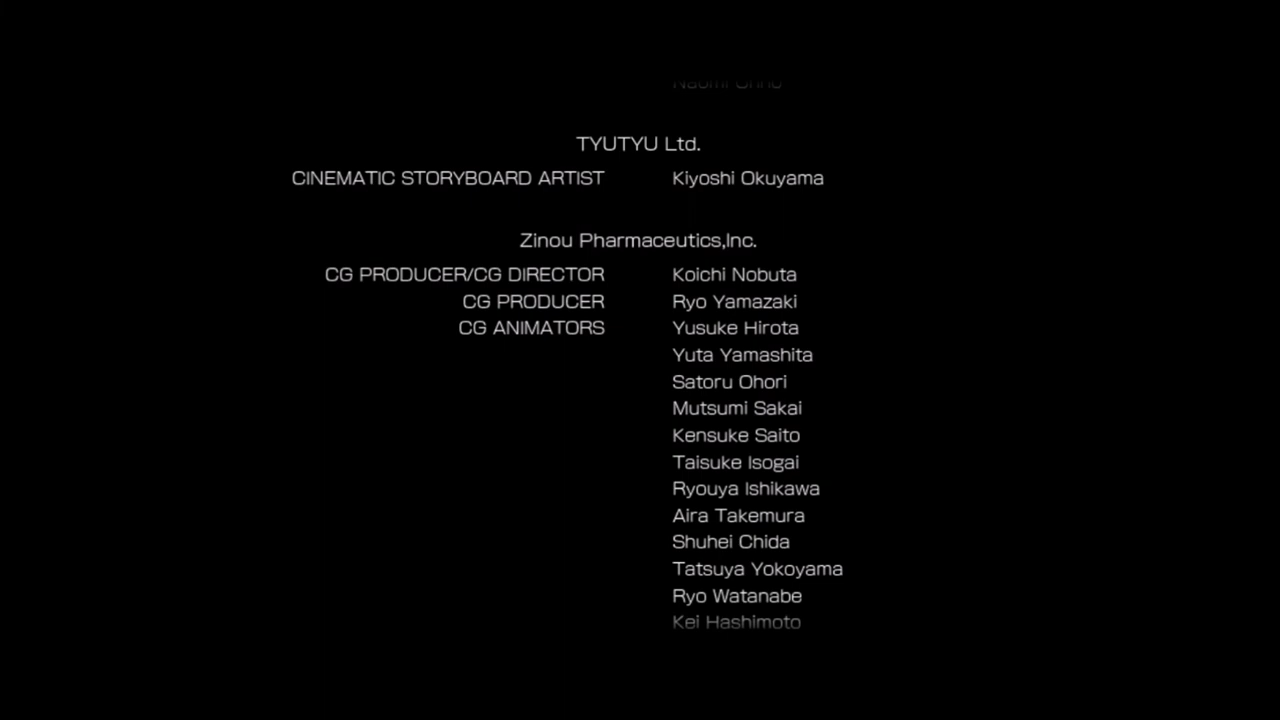 TYUTYU Ltd.
CINEMATIC STORYBOARD ARTIST Kiyoshi Okuyama
Zinou Pharmaceutics,Inc.
CG PRODUCER/CG DIRECTOR Koichi Nobuta
CG PRODUCER Ryo Yamazaki
CG ANIMATORS Yusuke Hirota
Yuta Yamashita
Satoru Ohori
Mutsumi Sakai
Kensuke Saito
Taisuke Isogai
Ryouya Ishikawa
Aira Takemura
Shuhei Chida
Tatsuya Yokoyama
Ryo Watanabe
Kei Hashimoto